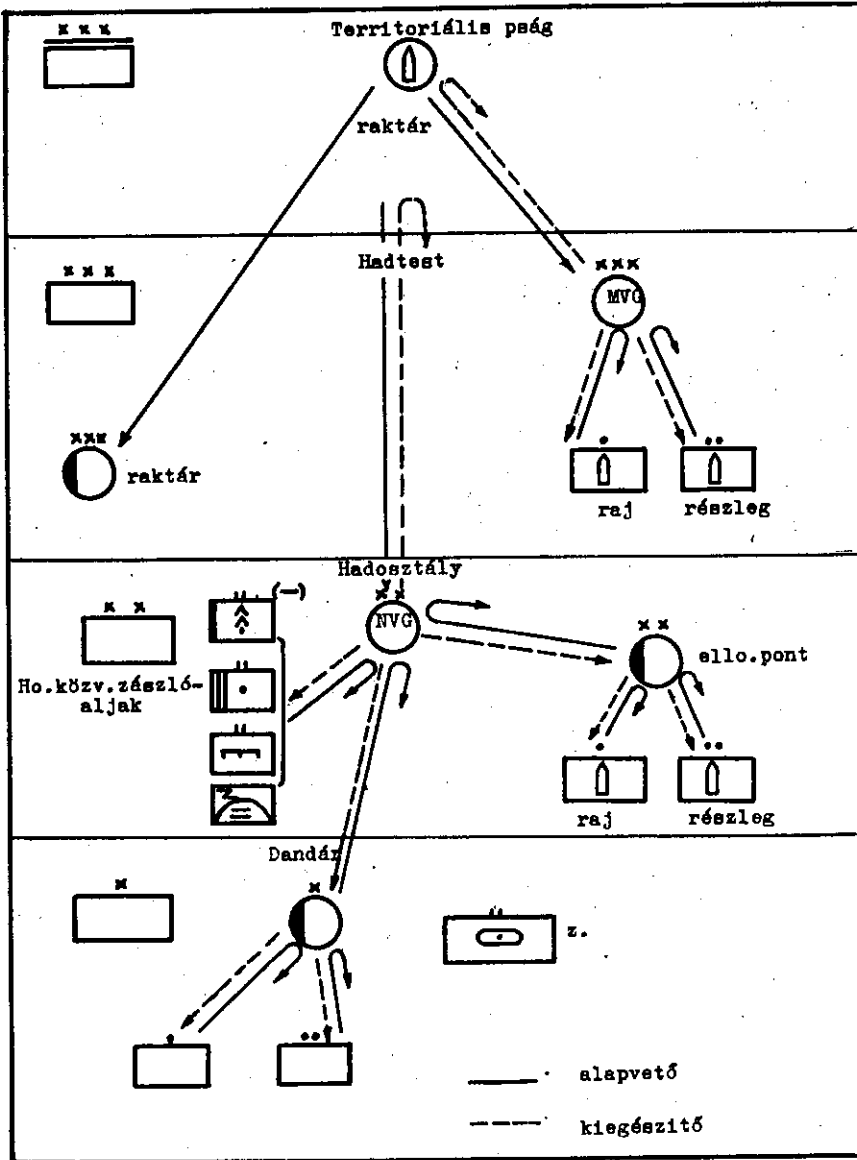 Territoriális pság
raktár
Hadtest
MVG
raktár
raj
részleg
Hadosztály
(—)
NVG
ello.pont
Ho.közv.zászló-
aljak
raj
részleg
Dandár
z.
alapvető
kiegészitő